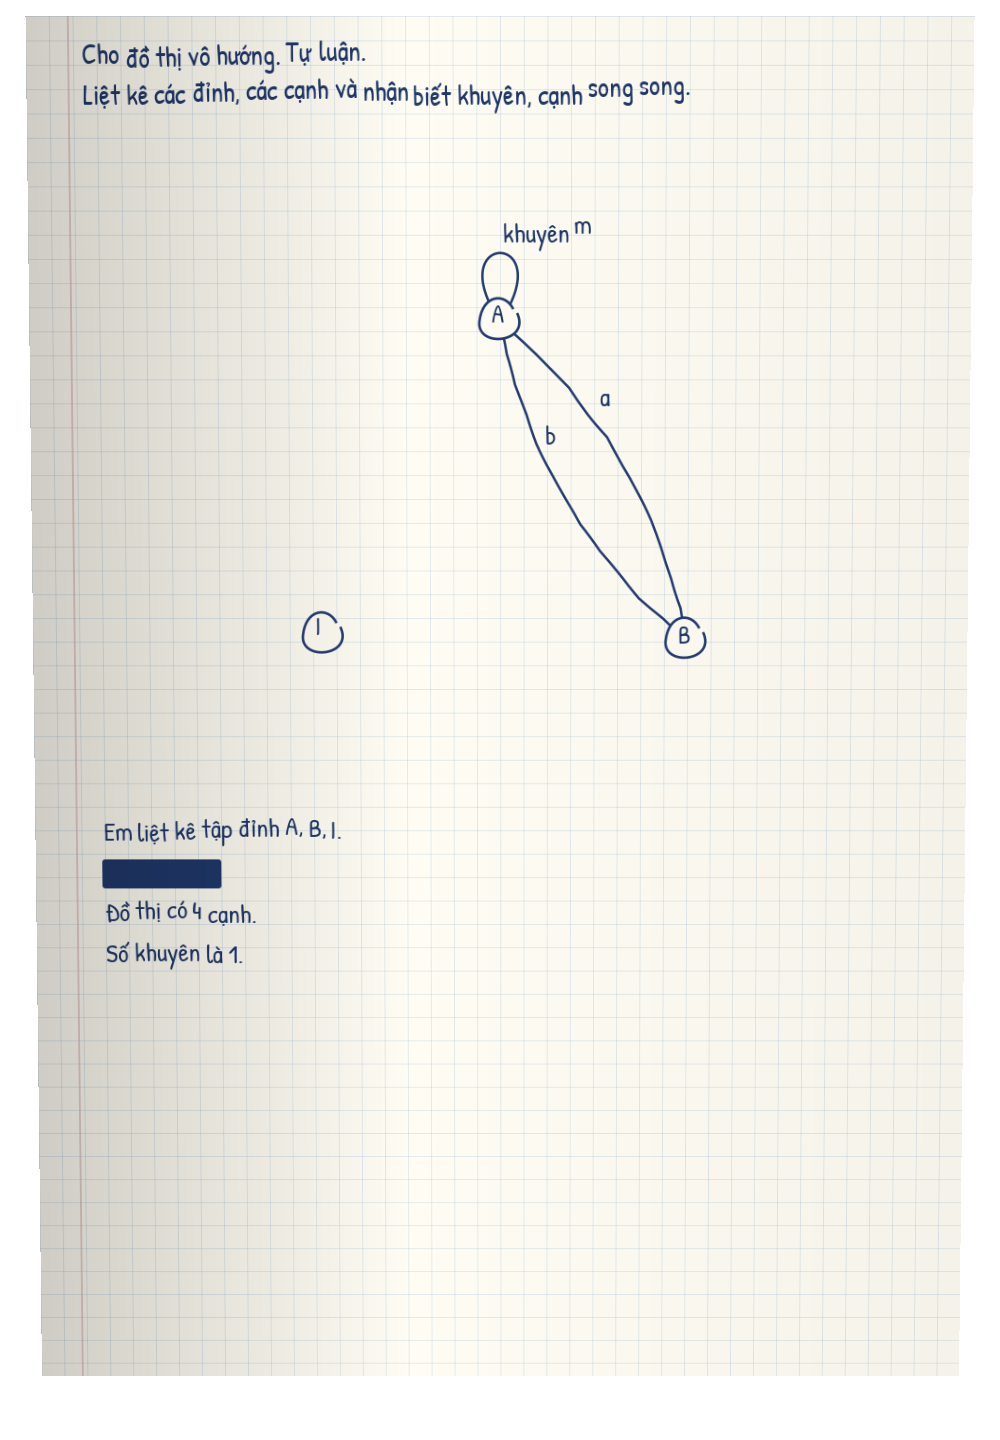 Cho đồ thị vô hướng. Tự luận.
Liệt kê các đỉnh, các cạnh và nhận biết khuyên, cạnh song song.
khuyên m
A
a
b
I
B
Em liệt kê tập đỉnh A, B, I.
Đồ thị có 4 cạnh.
Số khuyên là 1.